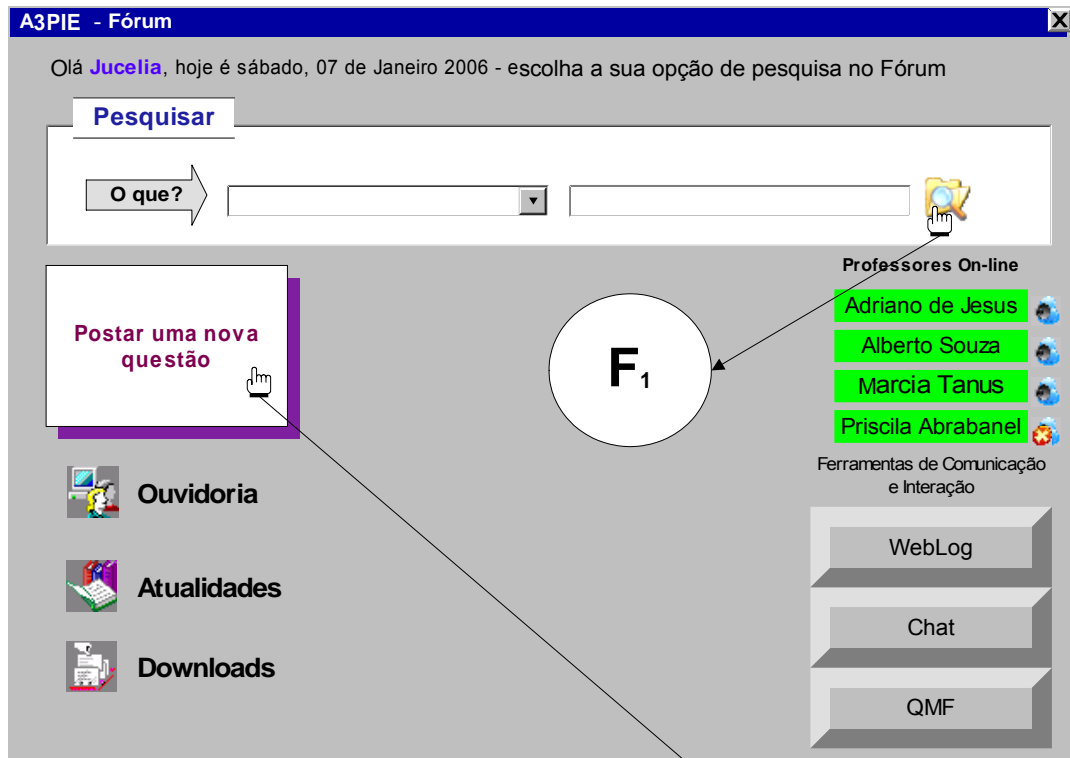 A3PIE - Fórum
X
Olá Jucelia, hoje é sábado, 07 de Janeiro 2006 - escolha a sua opção de pesquisa no Fórum
Pesquisar
O que?
Professores On-line
Adriano de Jesus
Alberto Souza
Marcia Tanus
Priscila Abrabanel
Postar uma nova
questão
F1
Ferramentas de Comunicação
e Interação
Ouvidoria
Atualidades
Downloads
WebLog
Chat
QMF